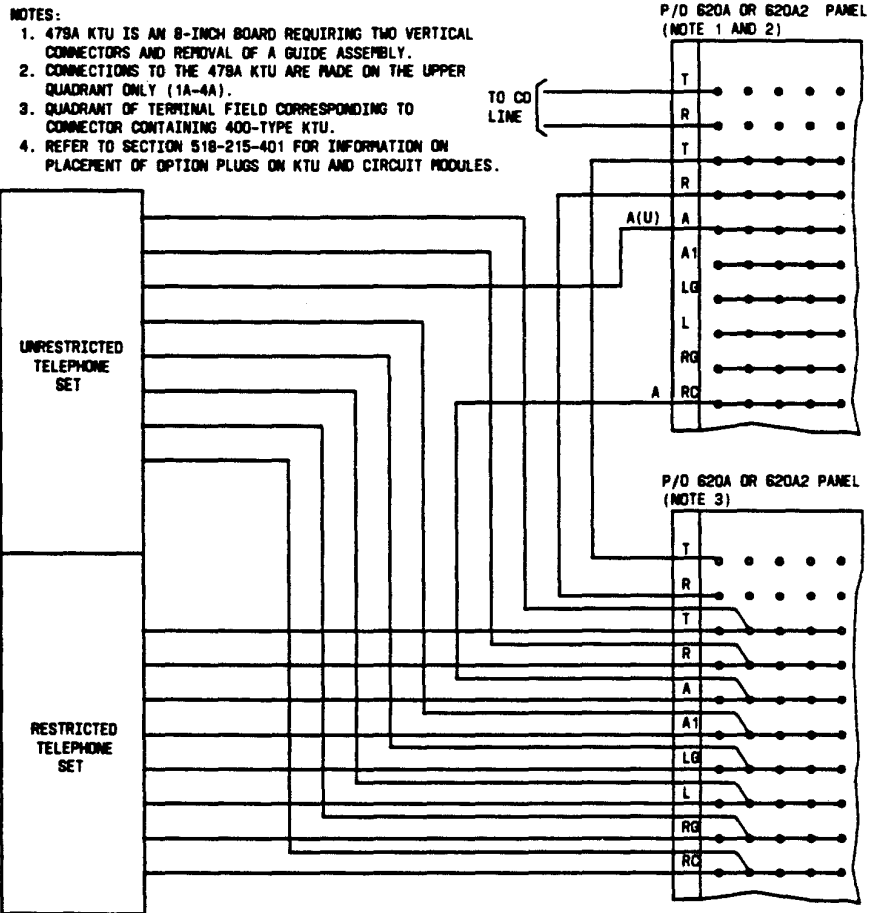 NOTES:
1. 479A KTU IS AN 8-INCH BOARD REQUIRING TWO VERTICAL
CONNECTORS AND REMOVAL OF A GUIDE ASSEMBLY.
2. CONNECTIONS TO THE 479A KTU ARE MADE ON THE UPPER
QUADRANT ONLY (1A-4A).
3. QUADRANT OF TERMINAL FIELD CORRESPONDING TO
CONNECTOR CONTAINING 400-TYPE KTU.
4. REFER TO SECTION 518-215-401 FOR INFORMATION ON
PLACEMENT OF OPTION PLUGS ON KTU AND CIRCUIT MODULES.
P/O 620A OR 620A2 PANEL
(NOTE 1 AND 2)
TO CO
LINE
T
R
T
R
A(U) A
A1
LG
L
RG
A RC
UNRESTRICTED
TELEPHONE
SET
P/O 620A OR 620A2 PANEL
(NOTE 3)
T
R
T
R
A
A1
LG
L
RG
RC
RESTRICTED
TELEPHONE
SET